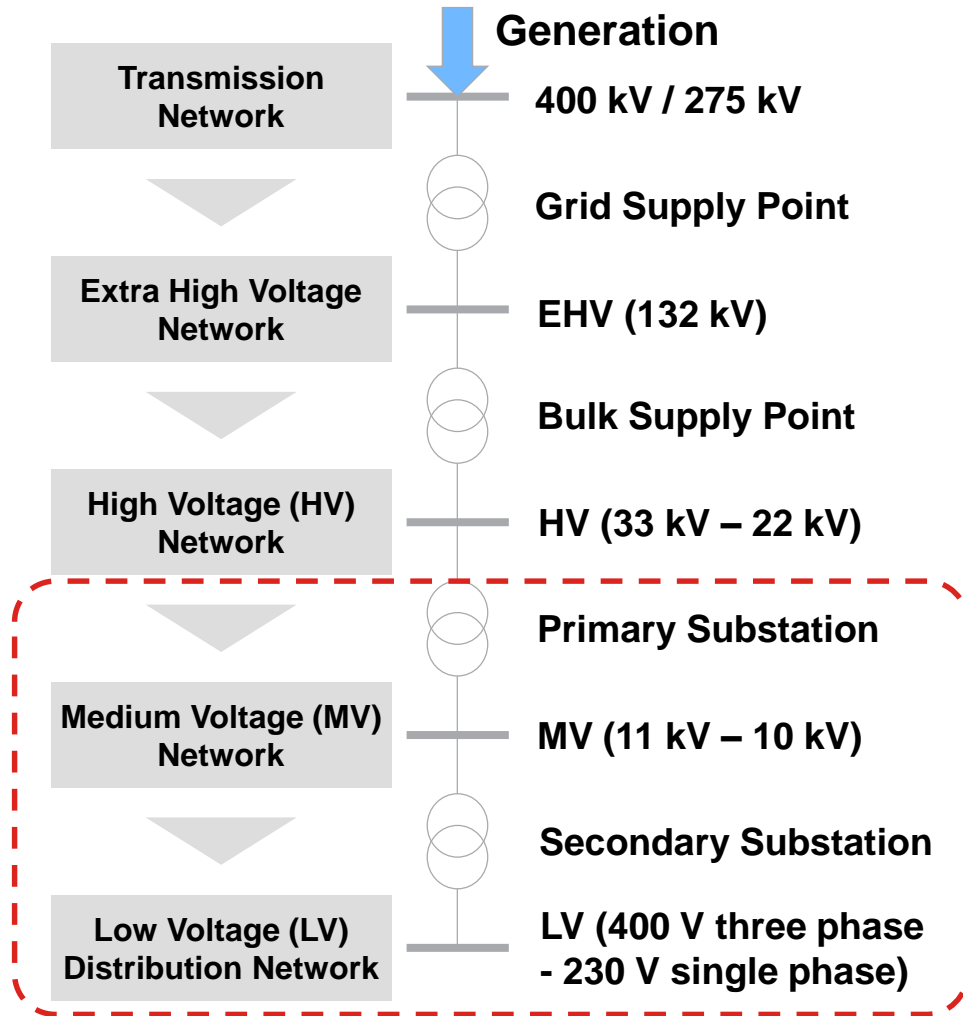 Generation
Transmission
Network
400 kV / 275 kV
Grid Supply Point
Extra High Voltage
Network
EHV (132 kV)
Bulk Supply Point
High Voltage (HV)
Network
HV (33 kV – 22 kV)
Primary Substation
Medium Voltage (MV)
Network
MV (11 kV – 10 kV)
Secondary Substation
Low Voltage (LV)
Distribution Network
LV (400 V three phase
- 230 V single phase)